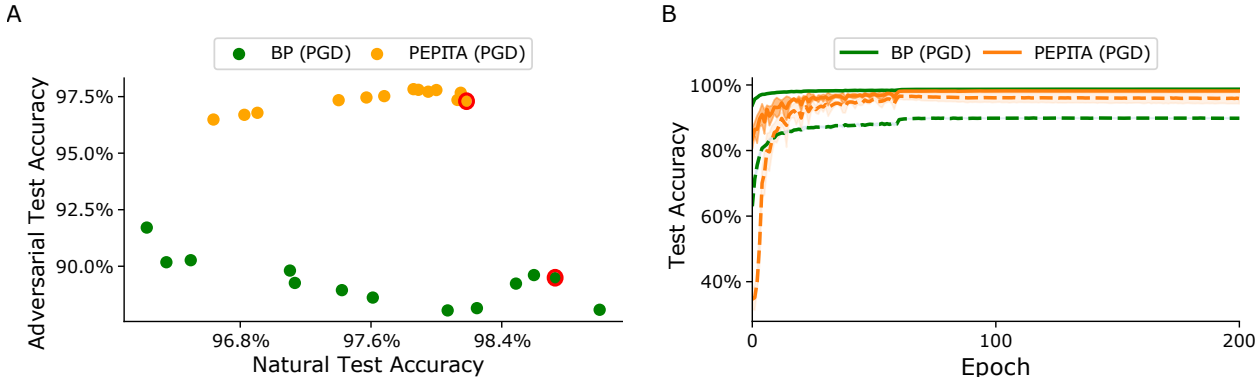 A
BP (PGD) PEPITA (PGD)
Adversarial Test Accuracy
97.5%
95.0%
92.5%
90.0%
96.8% 97.6% 98.4%
Natural Test Accuracy
B
BP (PGD) PEPITA (PGD)
Test Accuracy
100%
80%
60%
40%
0 100 200
Epoch